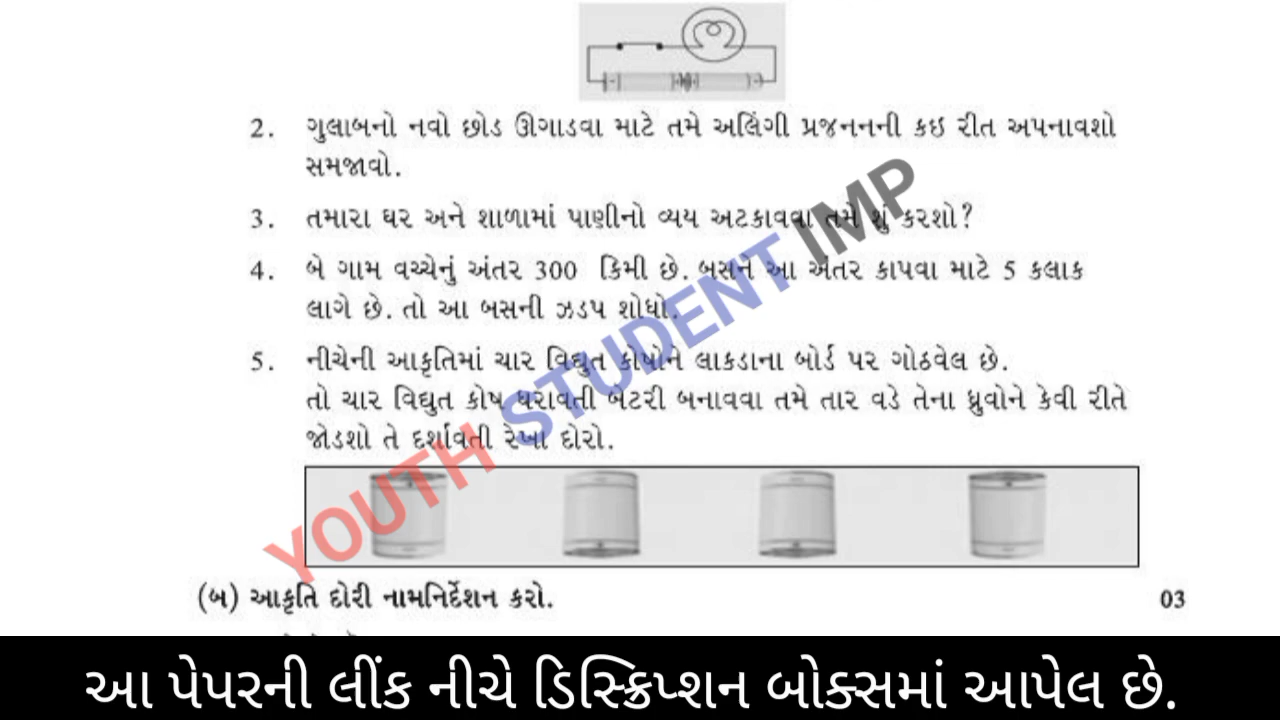 2. ગુલાબનો નવો છોડ ઊગાડવા માટે તમે અલિંગી પ્રજનનની કઇ રીત અપનાવશો
સમજાવો.
3. તમારા ઘર અને શાળામાં પાણીનો વ્યય અટકાવવા તમે શું કરશો?
4. બે ગામ વચ્ચેનું અંતર 300 કિમી છે. બસને આ અંતર કાપવા માટે 5 કલાક
લાગે છે. તો આ બસની ઝડપ શોધો.
5. નીચેની આકૃતિમાં ચાર વિદ્યુત કોષોને લાકડાના બોર્ડ પર ગોઠવેલ છે.
તો ચાર વિદ્યુત કોષ ધરાવતી બેટરી બનાવવા તમે તાર વડે તેના ધ્રુવોને કેવી રીતે
જોડશો તે દર્શાવતી રેખા દોરો.
YOUTH STUDENT IMP
(બ) આકૃતિ દોરી નામનિર્દેશન કરો. 03
આ પેપરની લીંક નીચે ડિસ્ક્રિપ્શન બોક્સમાં આપેલ છે.